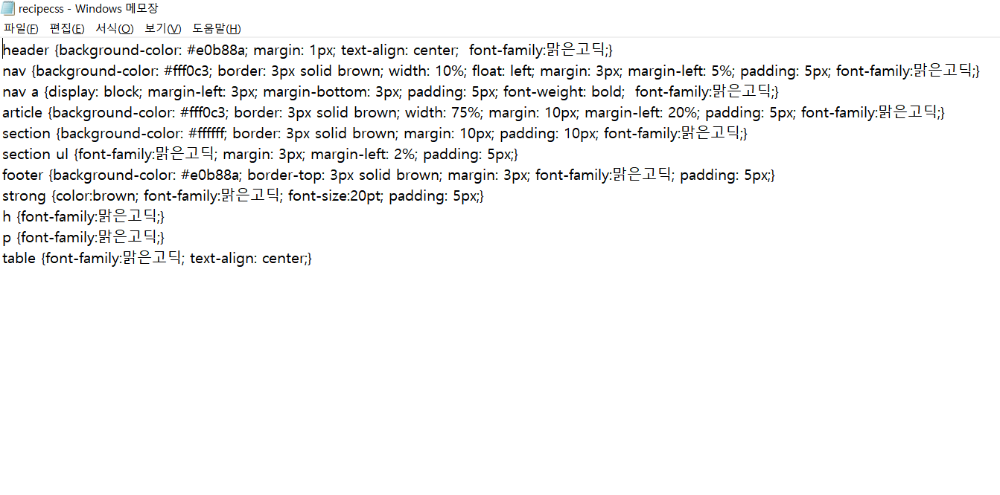 recipecss - Windows 메모장
파일(F) 편집(E) 서식(O) 보기(V) 도움말(H)
header {background-color: #e0b88a; margin: 1px; text-align: center;  font-family:맑은고딕;}
nav {background-color: #fff0c3; border: 3px solid brown; width: 10%; float: left; margin: 3px; margin-left: 5%; padding: 5px; font-family:맑은고딕;}
nav a {display: block; margin-left: 3px; margin-bottom: 3px; padding: 5px; font-weight: bold;  font-family:맑은고딕;}
article {background-color: #fff0c3; border: 3px solid brown; width: 75%; margin: 10px; margin-left: 20%; padding: 5px; font-family:맑은고딕;}
section {background-color: #ffffff; border: 3px solid brown; margin: 10px; padding: 10px; font-family:맑은고딕;}
section ul {font-family:맑은고딕; margin: 3px; margin-left: 2%; padding: 5px;}
footer {background-color: #e0b88a; border-top: 3px solid brown; margin: 3px; font-family:맑은고딕; padding: 5px;}
strong {color:brown; font-family:맑은고딕; font-size:20pt; padding: 5px;}
h {font-family:맑은고딕;}
p {font-family:맑은고딕;}
table {font-family:맑은고딕; text-align: center;}